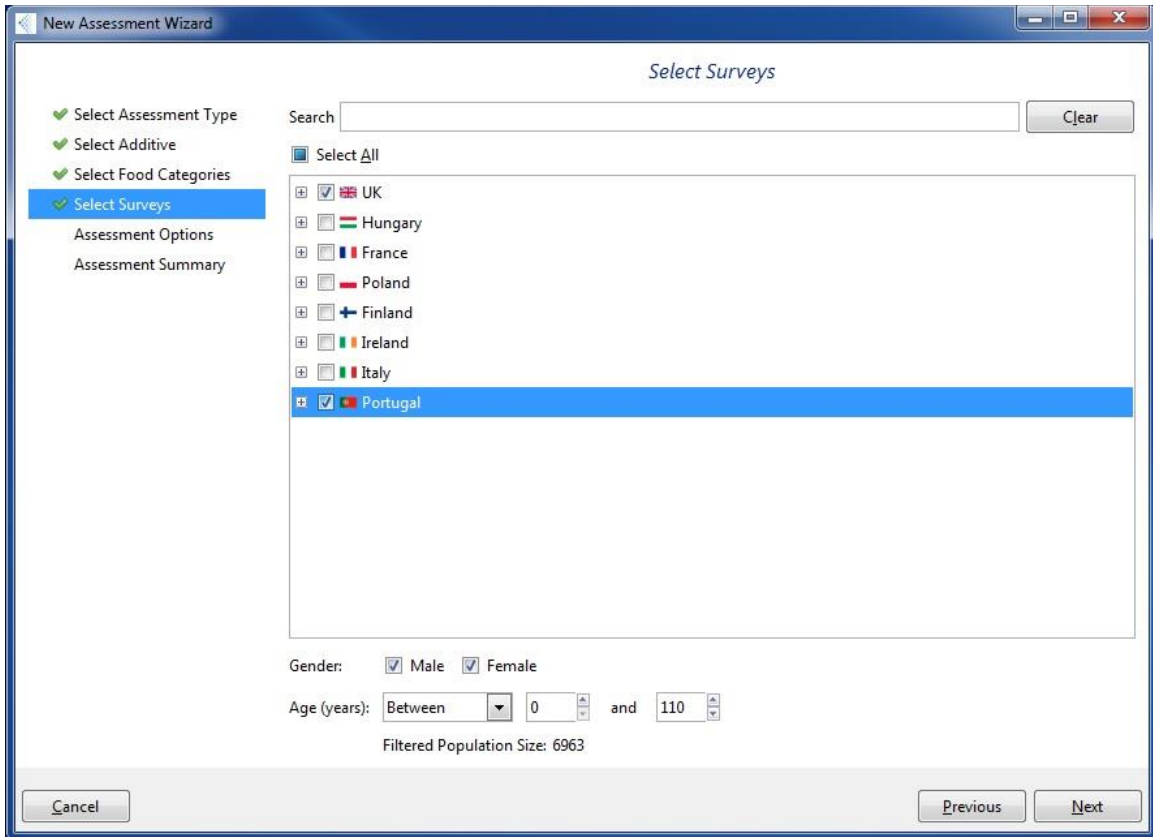 New Assessment Wizard
Select Surveys
Select Assessment Type
Select Additive
Select Food Categories
Select Surveys
Assessment Options
Assessment Summary
Search
Clear
Select All
UK
Hungary
France
Poland
Finland
Ireland
Italy
Portugal
Gender: Male Female
Age (years): Between 0 and 110
Filtered Population Size: 6963
Cancel
Previous
Next